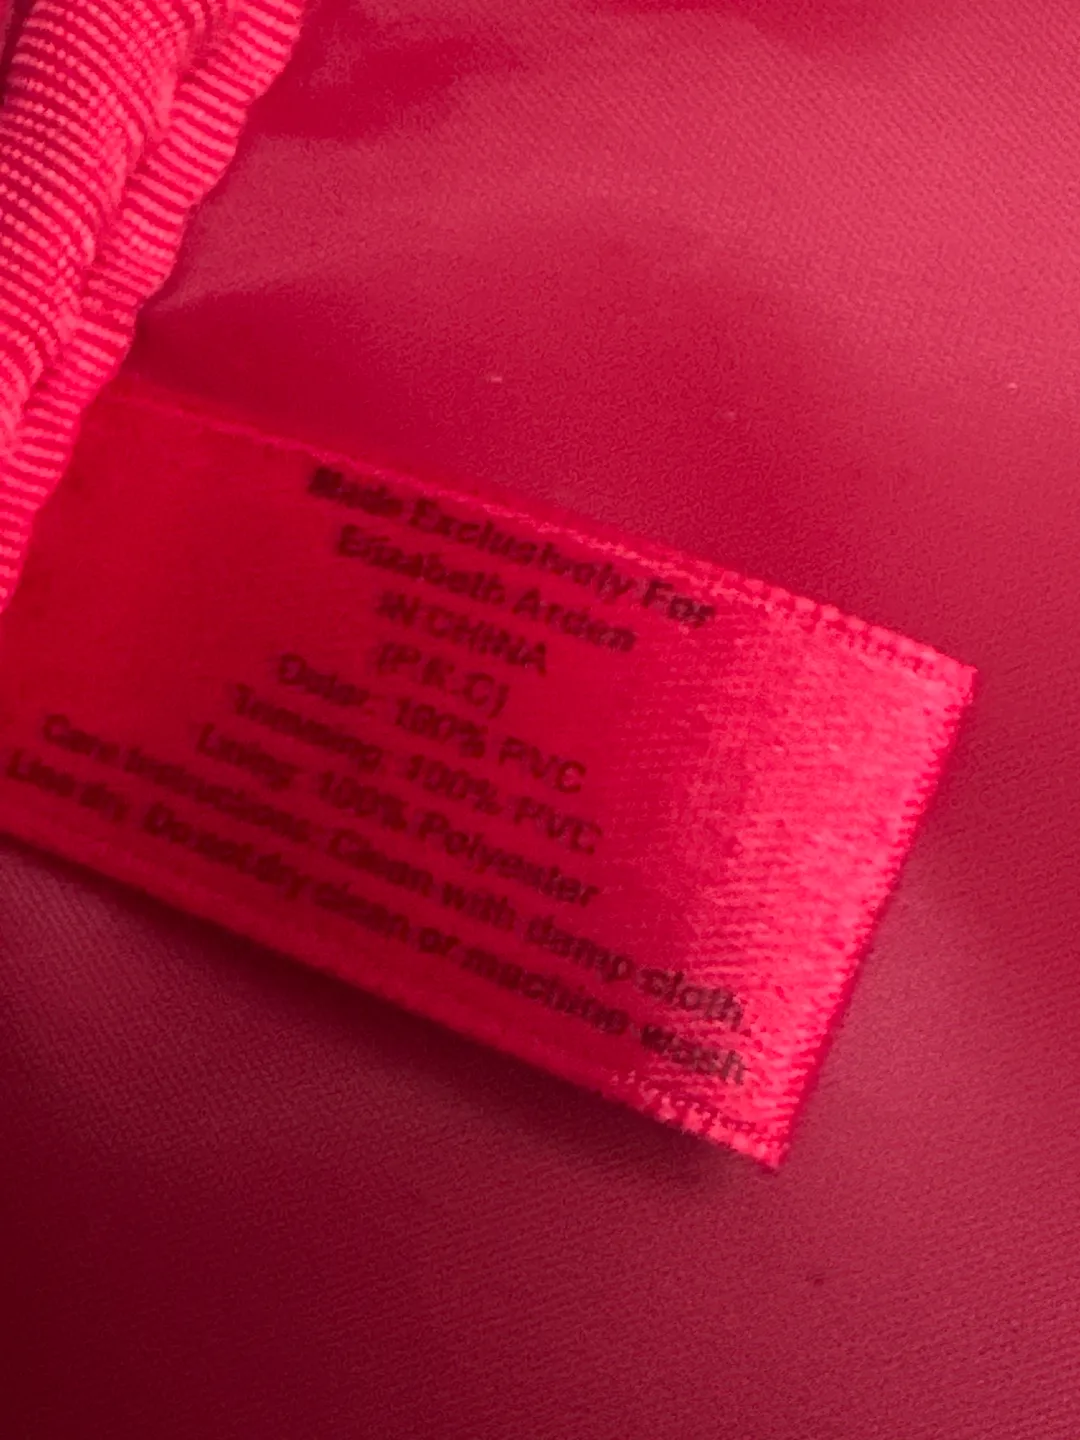 Made Exclusively For
Elizabeth Arden
IN CHINA
(P.R.C)
Outer: 100% PVC
Trimming: 100% PVC
Lining: 100% Polyester
Care Instructions: Clean with damp cloth.
Line dry. Do not dry clean or machine wash